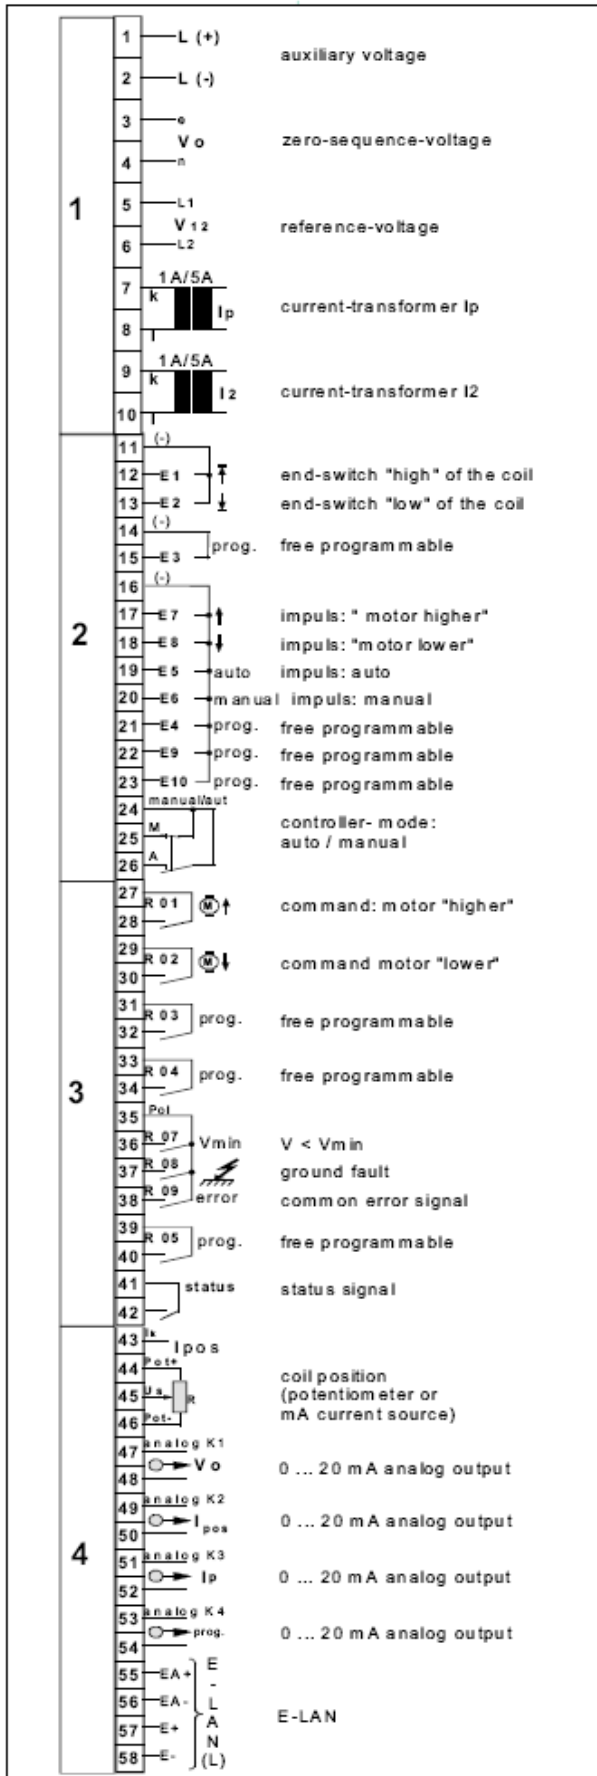 1
1 L (+) auxiliary voltage
2 L (-)
3 e
Vo zero-sequence-voltage
4 n
5 L1
V 12 reference-voltage
6 L2
7 k 1A/5A Ip current-transformer Ip
8 l
9 k 1A/5A I2 current-transformer I2
10 l
2
11 (-)
12 E1 end-switch "high" of the coil
13 E2 end-switch "low" of the coil
14 (-)
15 E3 prog. free programmable
16 (-)
17 E7 impuls: " motor higher"
18 E8 impuls: "motor lower"
19 E5 auto impuls: auto
20 E6 manual impuls: manual
21 E4 prog. free programmable
22 E9 prog. free programmable
23 E10 prog. free programmable
24 manual/aut
25 M controller- mode:
auto / manual
26 A
3
27
R 01 M command: motor "higher"
28
29
R 02 M command motor "lower"
30
31
R 03 prog. free programmable
32
33
R 04 prog. free programmable
34
35 Pol
36 R 07 Vmin V < Vmin
37 R 08 ground fault
38 R 09 error common error signal
39
R 05 prog. free programmable
40
41 status status signal
42
4
43 Ik Ipos
44 Pot+ coil position
45 Us R (potentiometer or
46 Pot- mA current source)
47 analog K1
Vo 0 ... 20 mA analog output
48
49 analog K2
Ipos 0 ... 20 mA analog output
50
51 analog K3
Ip 0 ... 20 mA analog output
52
53 analog K4
prog. 0 ... 20 mA analog output
54
55 EA+
56 EA-
57 E+
58 E-
E-LAN (L) E-LAN